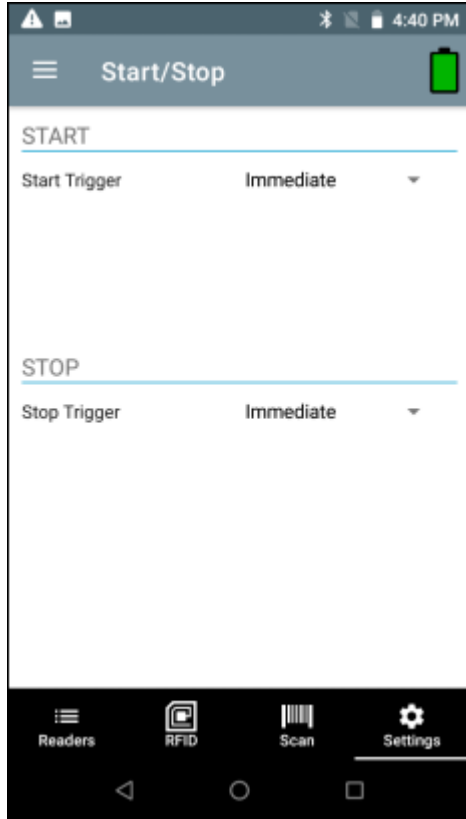 4:40 PM
Start/Stop
START
Start Trigger Immediate
STOP
Stop Trigger Immediate
Readers RFID Scan Settings